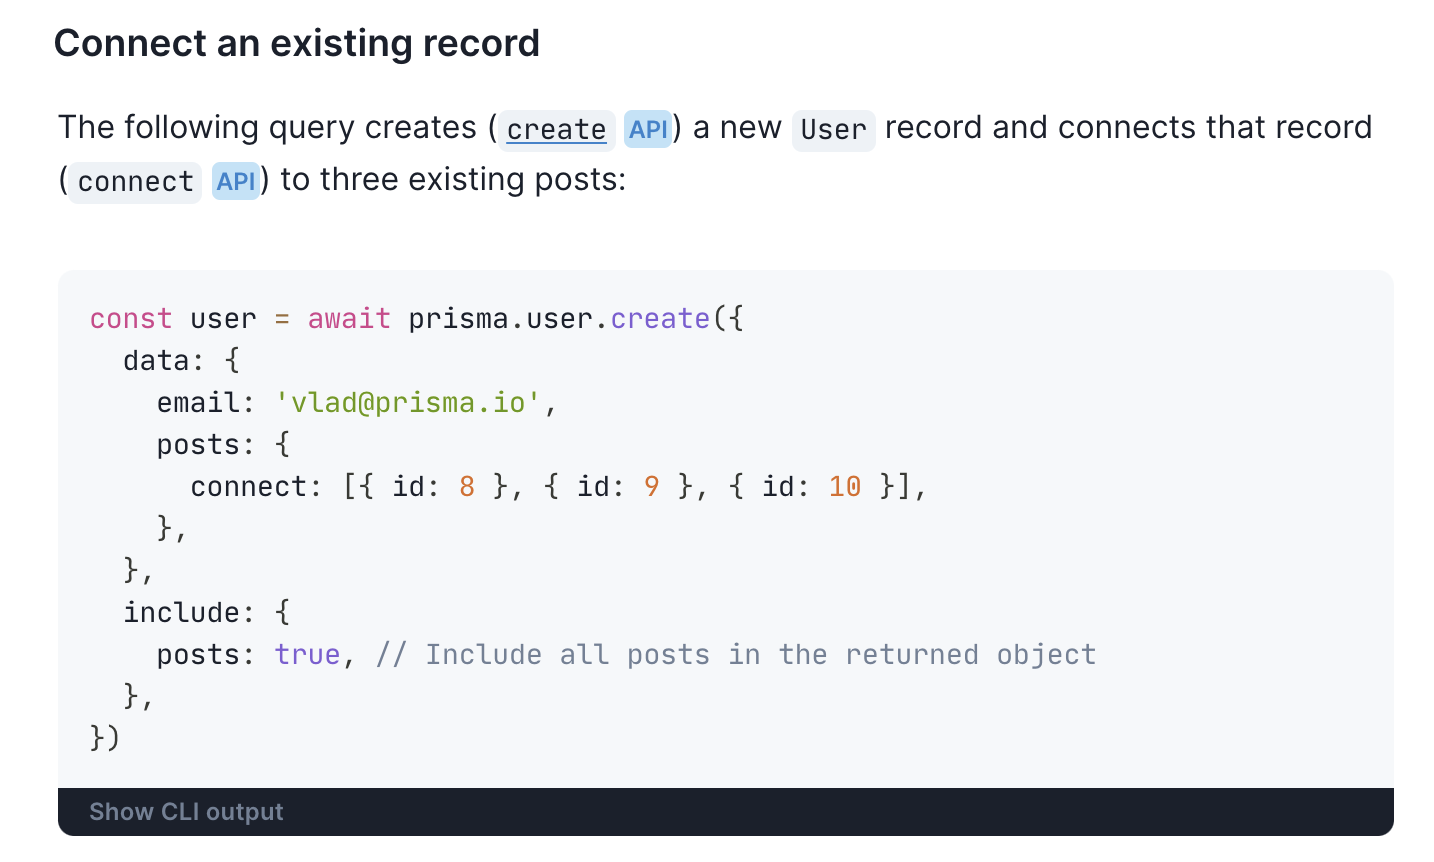 Connect an existing record
The following query creates (create API) a new User record and connects that record
(connect API) to three existing posts:
const user = await prisma.user.create({
  data: {
    email: 'vlad@prisma.io',
    posts: {
      connect: [{ id: 8 }, { id: 9 }, { id: 10 }],
    },
  },
  include: {
    posts: true, // Include all posts in the returned object
  },
})
Show CLI output